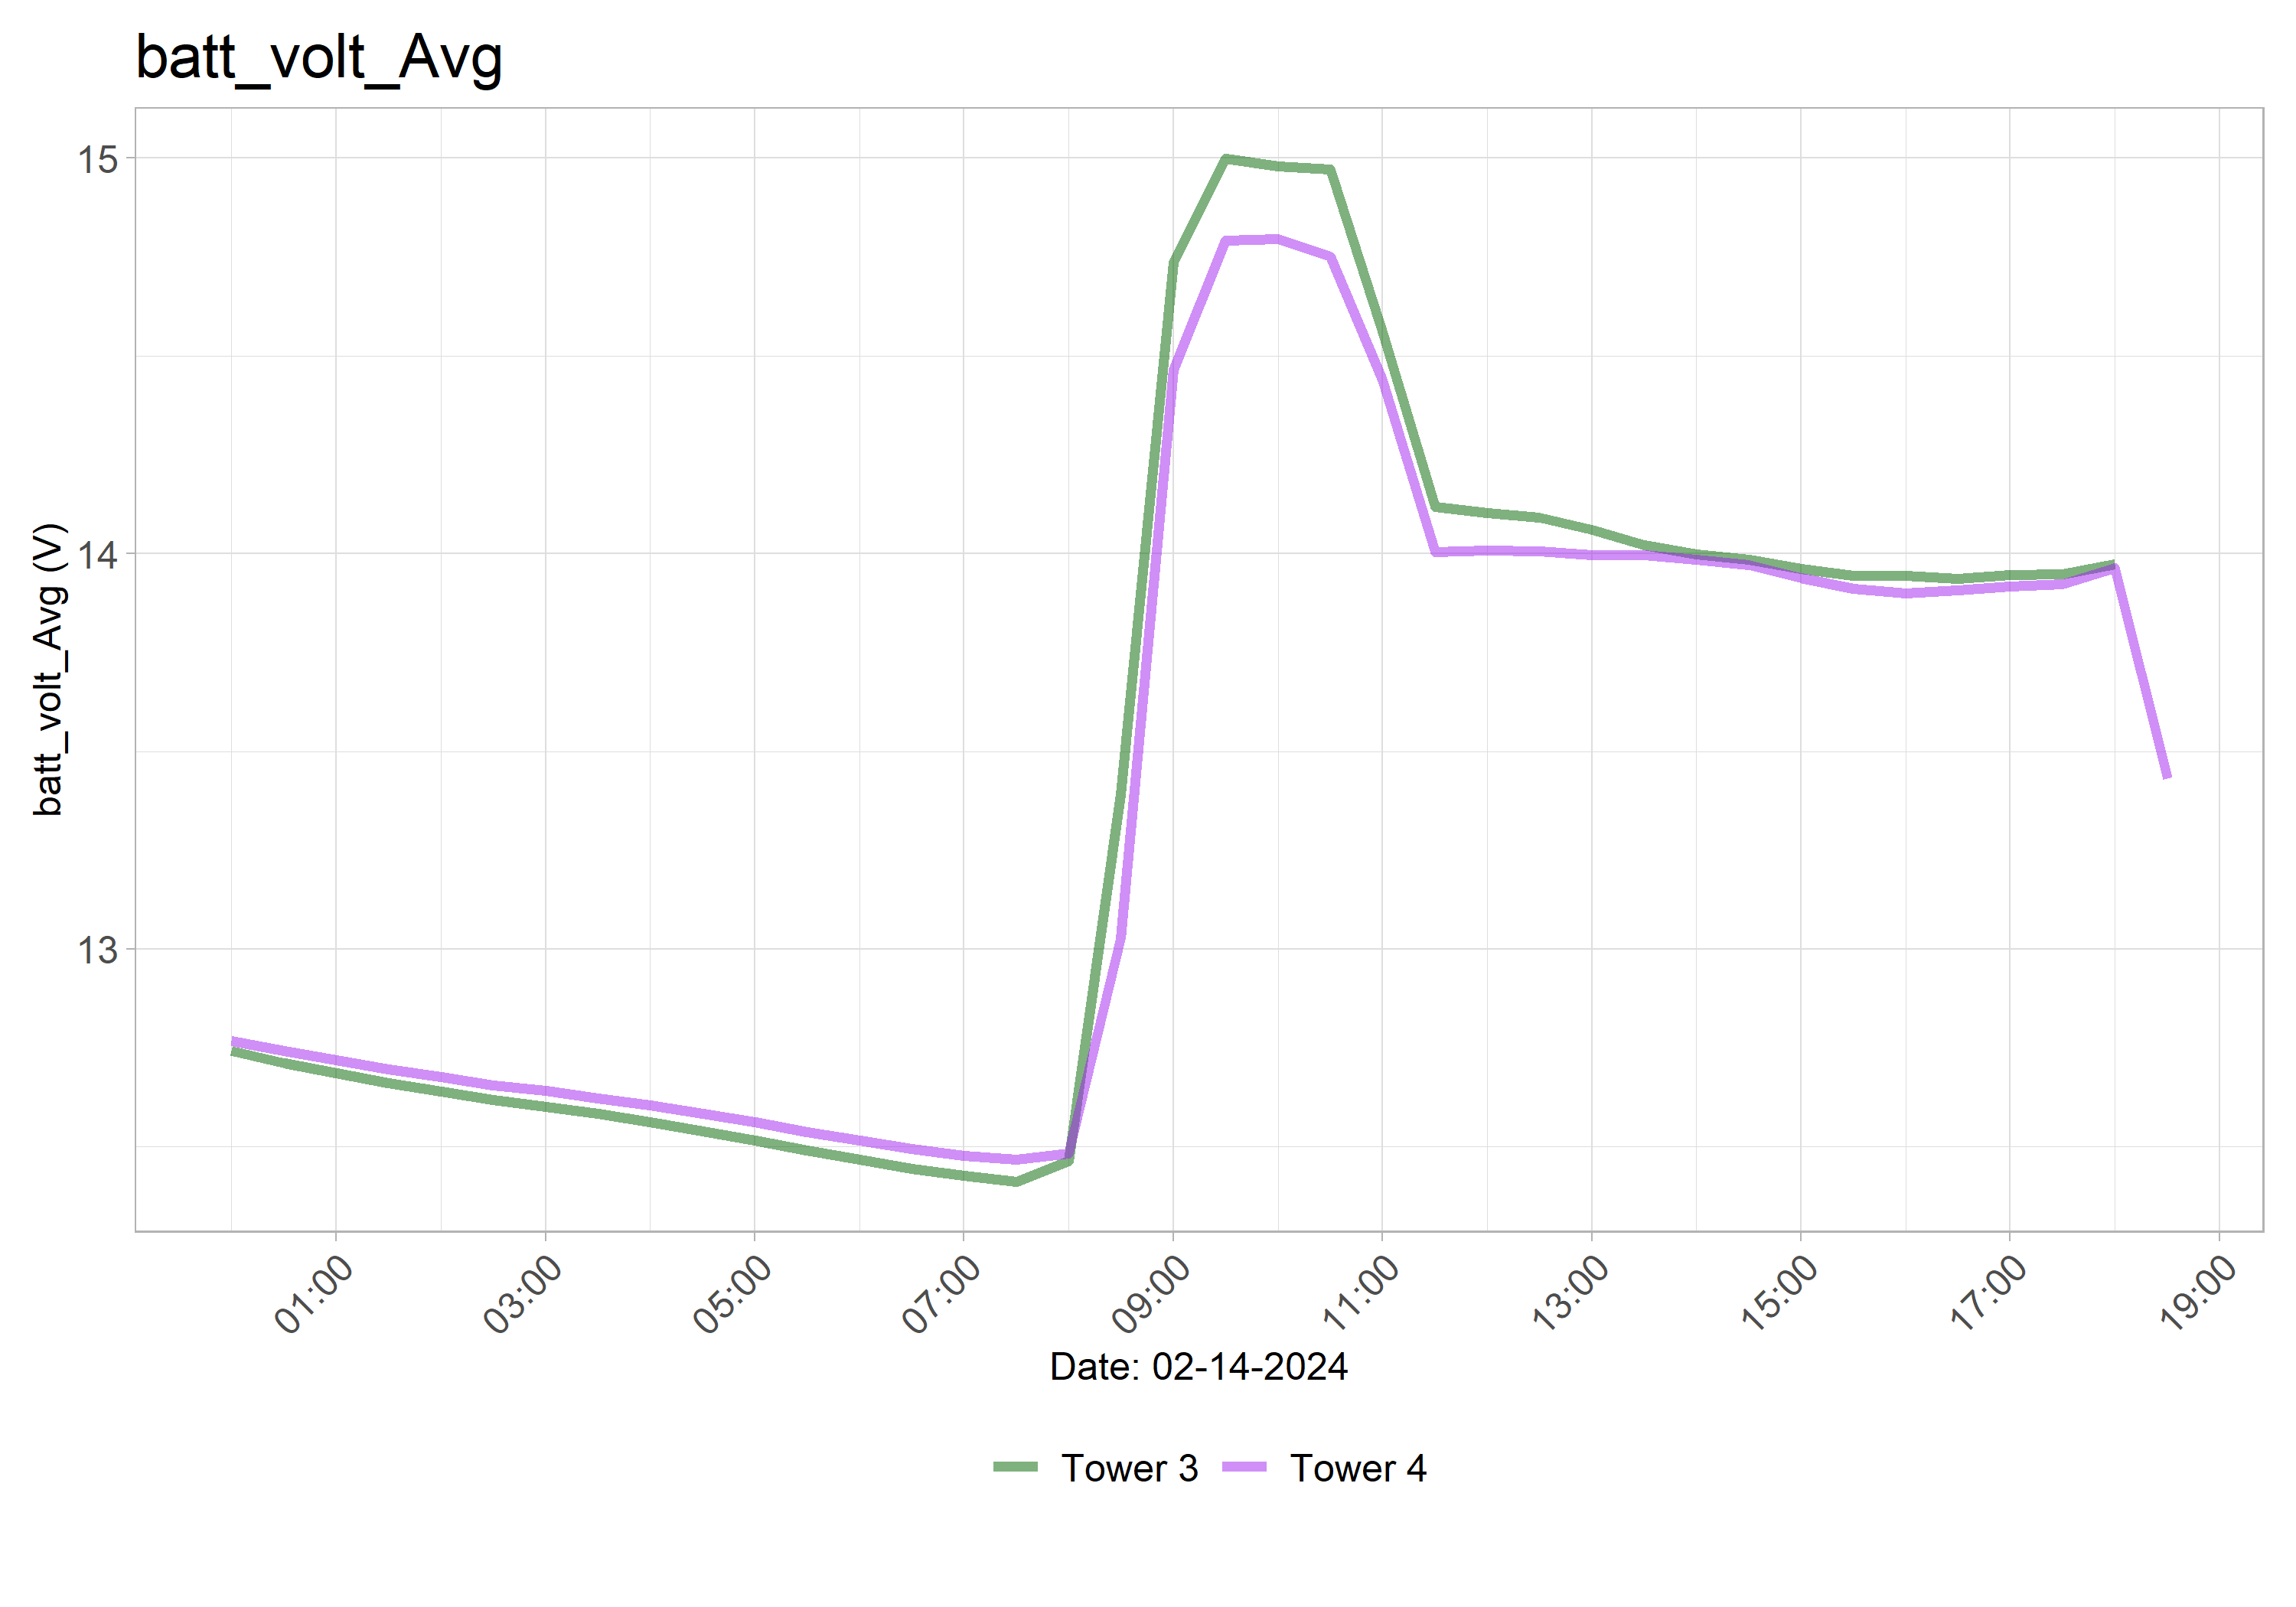 batt_volt_Avg
batt_volt_Avg (V)
15
14
13
01:00 03:00 05:00 07:00 09:00 11:00 13:00 15:00 17:00 19:00
Date: 02-14-2024
Tower 3 Tower 4